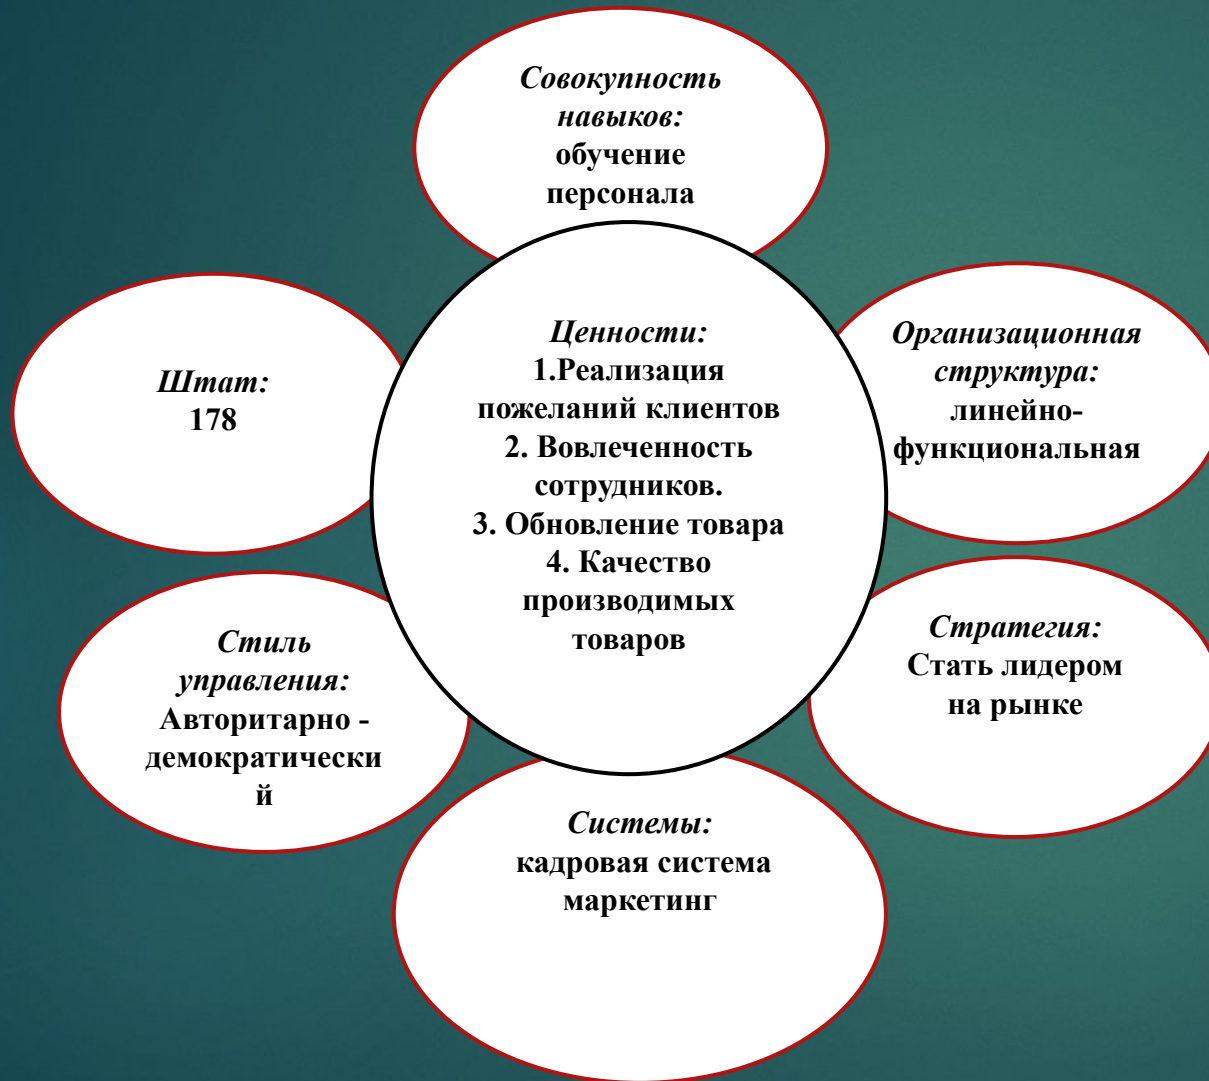 Совокупность
навыков:
обучение
персонала
Ценности:
1.Реализация
пожеланий клиентов
2. Вовлеченность
сотрудников.
3. Обновление товара
4. Качество
производимых
товаров
Организационная
структура:
линейно-
функциональная
Штат:
178
Стиль
управления:
Авторитарно -
демократически
й
Стратегия:
Стать лидером
на рынке
Системы:
кадровая система
маркетинг